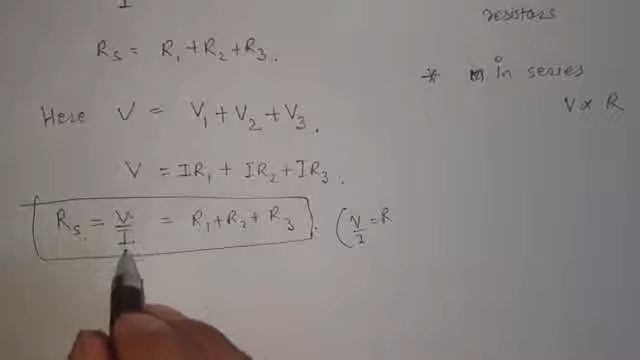 I
resistors
Rs = R1 + R2 + R3.
* in series
V ∝ R
Here V = V1 + V2 + V3.
V = IR1 + IR2 + IR3.
Rs. = V/I = R1 + R2 + R3. (V/I = R